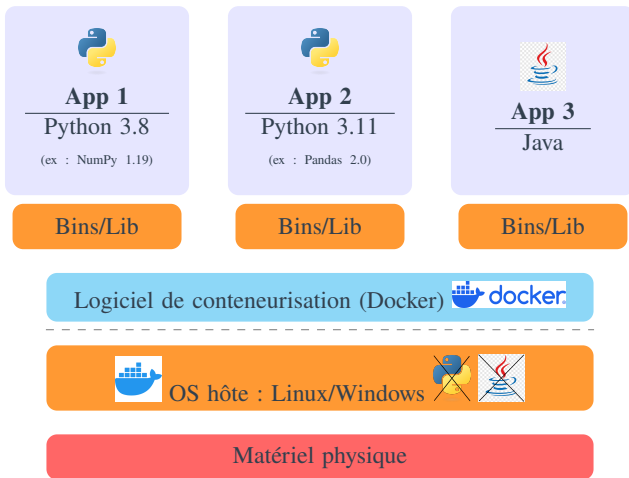 App 1
Python 3.8
(ex : NumPy 1.19)
App 2
Python 3.11
(ex : Pandas 2.0)
App 3
Java
Bins/Lib
Bins/Lib
Bins/Lib
Logiciel de conteneurisation (Docker) docker
OS hôte : Linux/Windows
Matériel physique